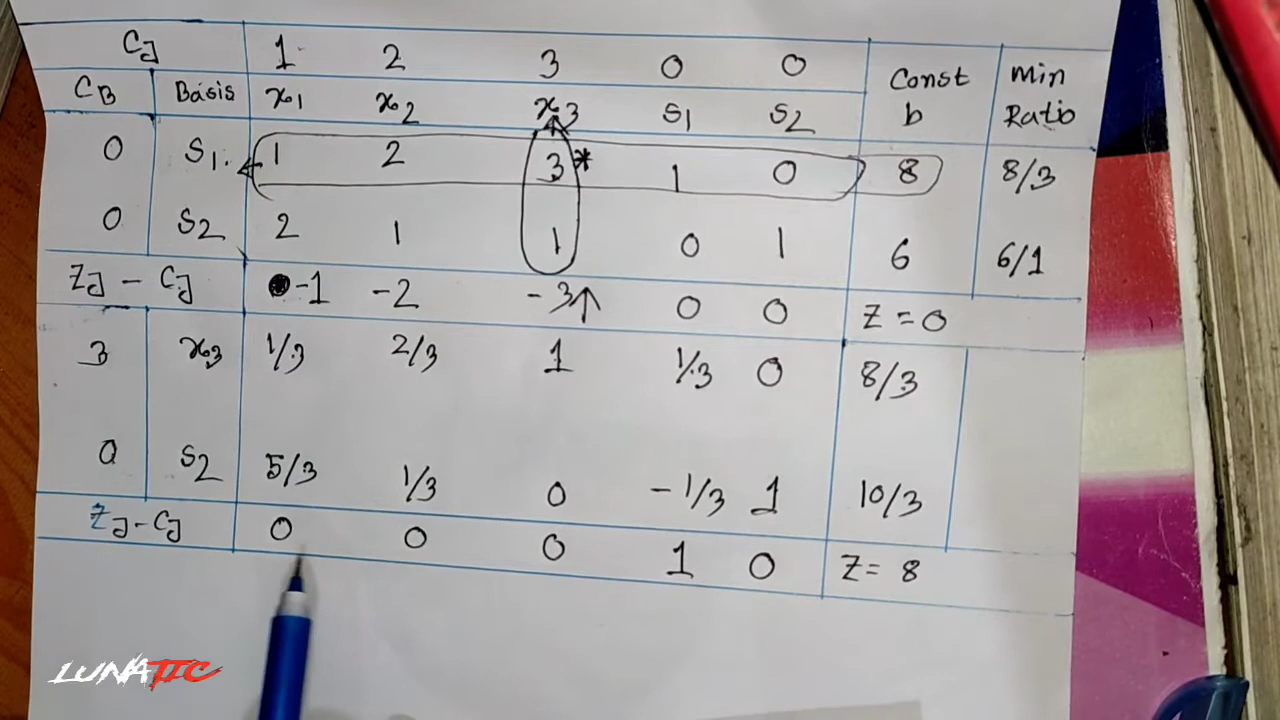 CJ 1 2 3 0 0 Const b Min Ratio
CB Basis x1 x2 x3 S1 S2
0 S1. 1 2 3* 1 0 8 8/3
0 S2 2 1 1 0 1 6 6/1
ZJ - CJ -1 -2 -3↑ 0 0 Z = 0
3 x3 1/3 2/3 1 1/3 0 8/3
0 S2 5/3 1/3 0 -1/3 1 10/3
ZJ - CJ 0 0 0 1 0 Z = 8
LUNATIC